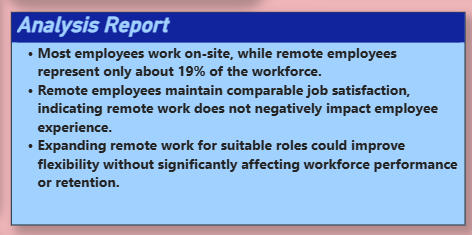 Analysis Report
• Most employees work on-site, while remote employees
represent only about 19% of the workforce.
• Remote employees maintain comparable job satisfaction,
indicating remote work does not negatively impact employee
experience.
• Expanding remote work for suitable roles could improve
flexibility without significantly affecting workforce performance
or retention.